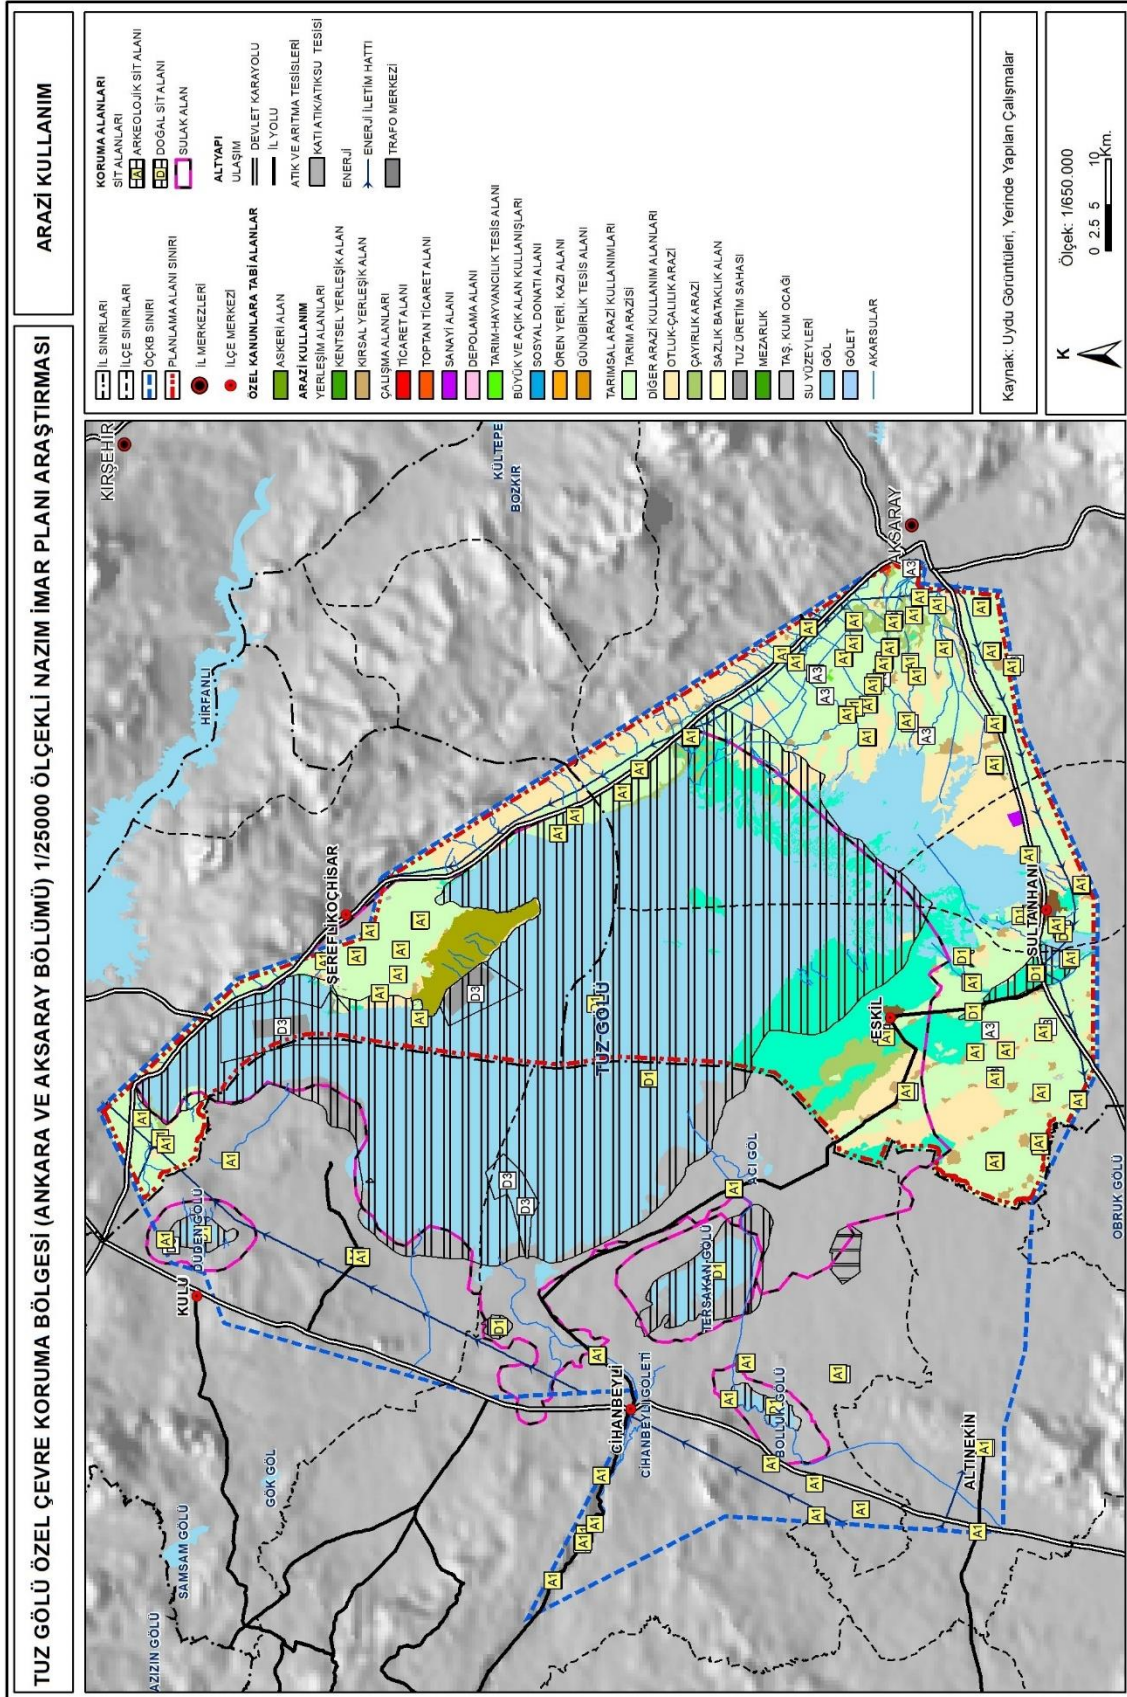 TUZ GÖLÜ ÖZEL ÇEVRE KORUMA BÖLGESİ (ANKARA VE AKSARAY BÖLÜMÜ) 1/25000 ÖLÇEKLİ NAZIM İMAR PLANI ARAŞTIRMASI
ARAZİ KULLANIM
İL SINIRLARI
İLÇE SINIRLARI
ÖÇKB SINIRI
PLANLAMA ALANI SINIRI
İL MERKEZLERİ
İLÇE MERKEZİ
ÖZEL KANUNLARA TABİ ALANLAR
ASKERİ ALAN
ARAZİ KULLANIM
YERLEŞİM ALANLARI
KENTSEL YERLEŞİK ALAN
KIRSAL YERLEŞİK ALAN
ÇALIŞMA ALANLARI
TİCARET ALANI
TOPTAN TİCARET ALANI
SANAYİ ALANI
DEPOLAMA ALANI
TARIM-HAYVANCILIK TESİS ALANI
BÜYÜK VE AÇIK ALAN KULLANIŞLARI
SOSYAL DONATI ALANI
ÖREN YERİ, KAZI ALANI
GÜNÜBİRLİK TESİS ALANI
TARIMSAL ARAZİ KULLANIMLARI
TARIM ARAZİSİ
DİĞER ARAZİ KULLANIM ALANLARI
OTLUK-ÇALILIK ARAZİ
ÇAYIRLIK ARAZİ
SAZLIK BATAKLIK ALAN
TUZ ÜRETİM SAHASI
MEZARLIK
TAŞ, KUM OCAĞI
SU YÜZEYLERİ
GÖL
GÖLET
AKARSULAR
KORUMA ALANLARI
SİT ALANLARI
A ARKEOLOJİK SİT ALANI
D DOĞAL SİT ALANI
SULAK ALAN
ALTYAPI
ULAŞIM
DEVLET KARAYOLU
İL YOLU
ATIK VE ARITMA TESİSLERİ
KATI ATIK/ATIKSU TESİSİ
ENERJİ
ENERJİ İLETİM HATTI
TRAFO MERKEZİ
Kaynak: Uydu Görüntüleri, Yerinde Yapılan Çalışmalar
K
Ölçek: 1/650.000
0 2.5 5 10
Km.
KIRŞEHİR
HİRFANLI
KÜLTEPE
BOZKIR
AKSARAY
ŞEREFLİKOÇHİSAR
TUZ GÖLÜ
ESKİL
SULTANHANI
KULU
DÜDEN GÖLÜ
ACI GÖL
TERSAKAN GÖLÜ
OBRUK GÖLÜ
CİHANBEYLİ
CİHANBEYLİ GÖLETİ
BOLLUK GÖLÜ
ALTINEKİN
GÖK GÖL
SAMSAM GÖLÜ
AZIZIN GÖLÜ